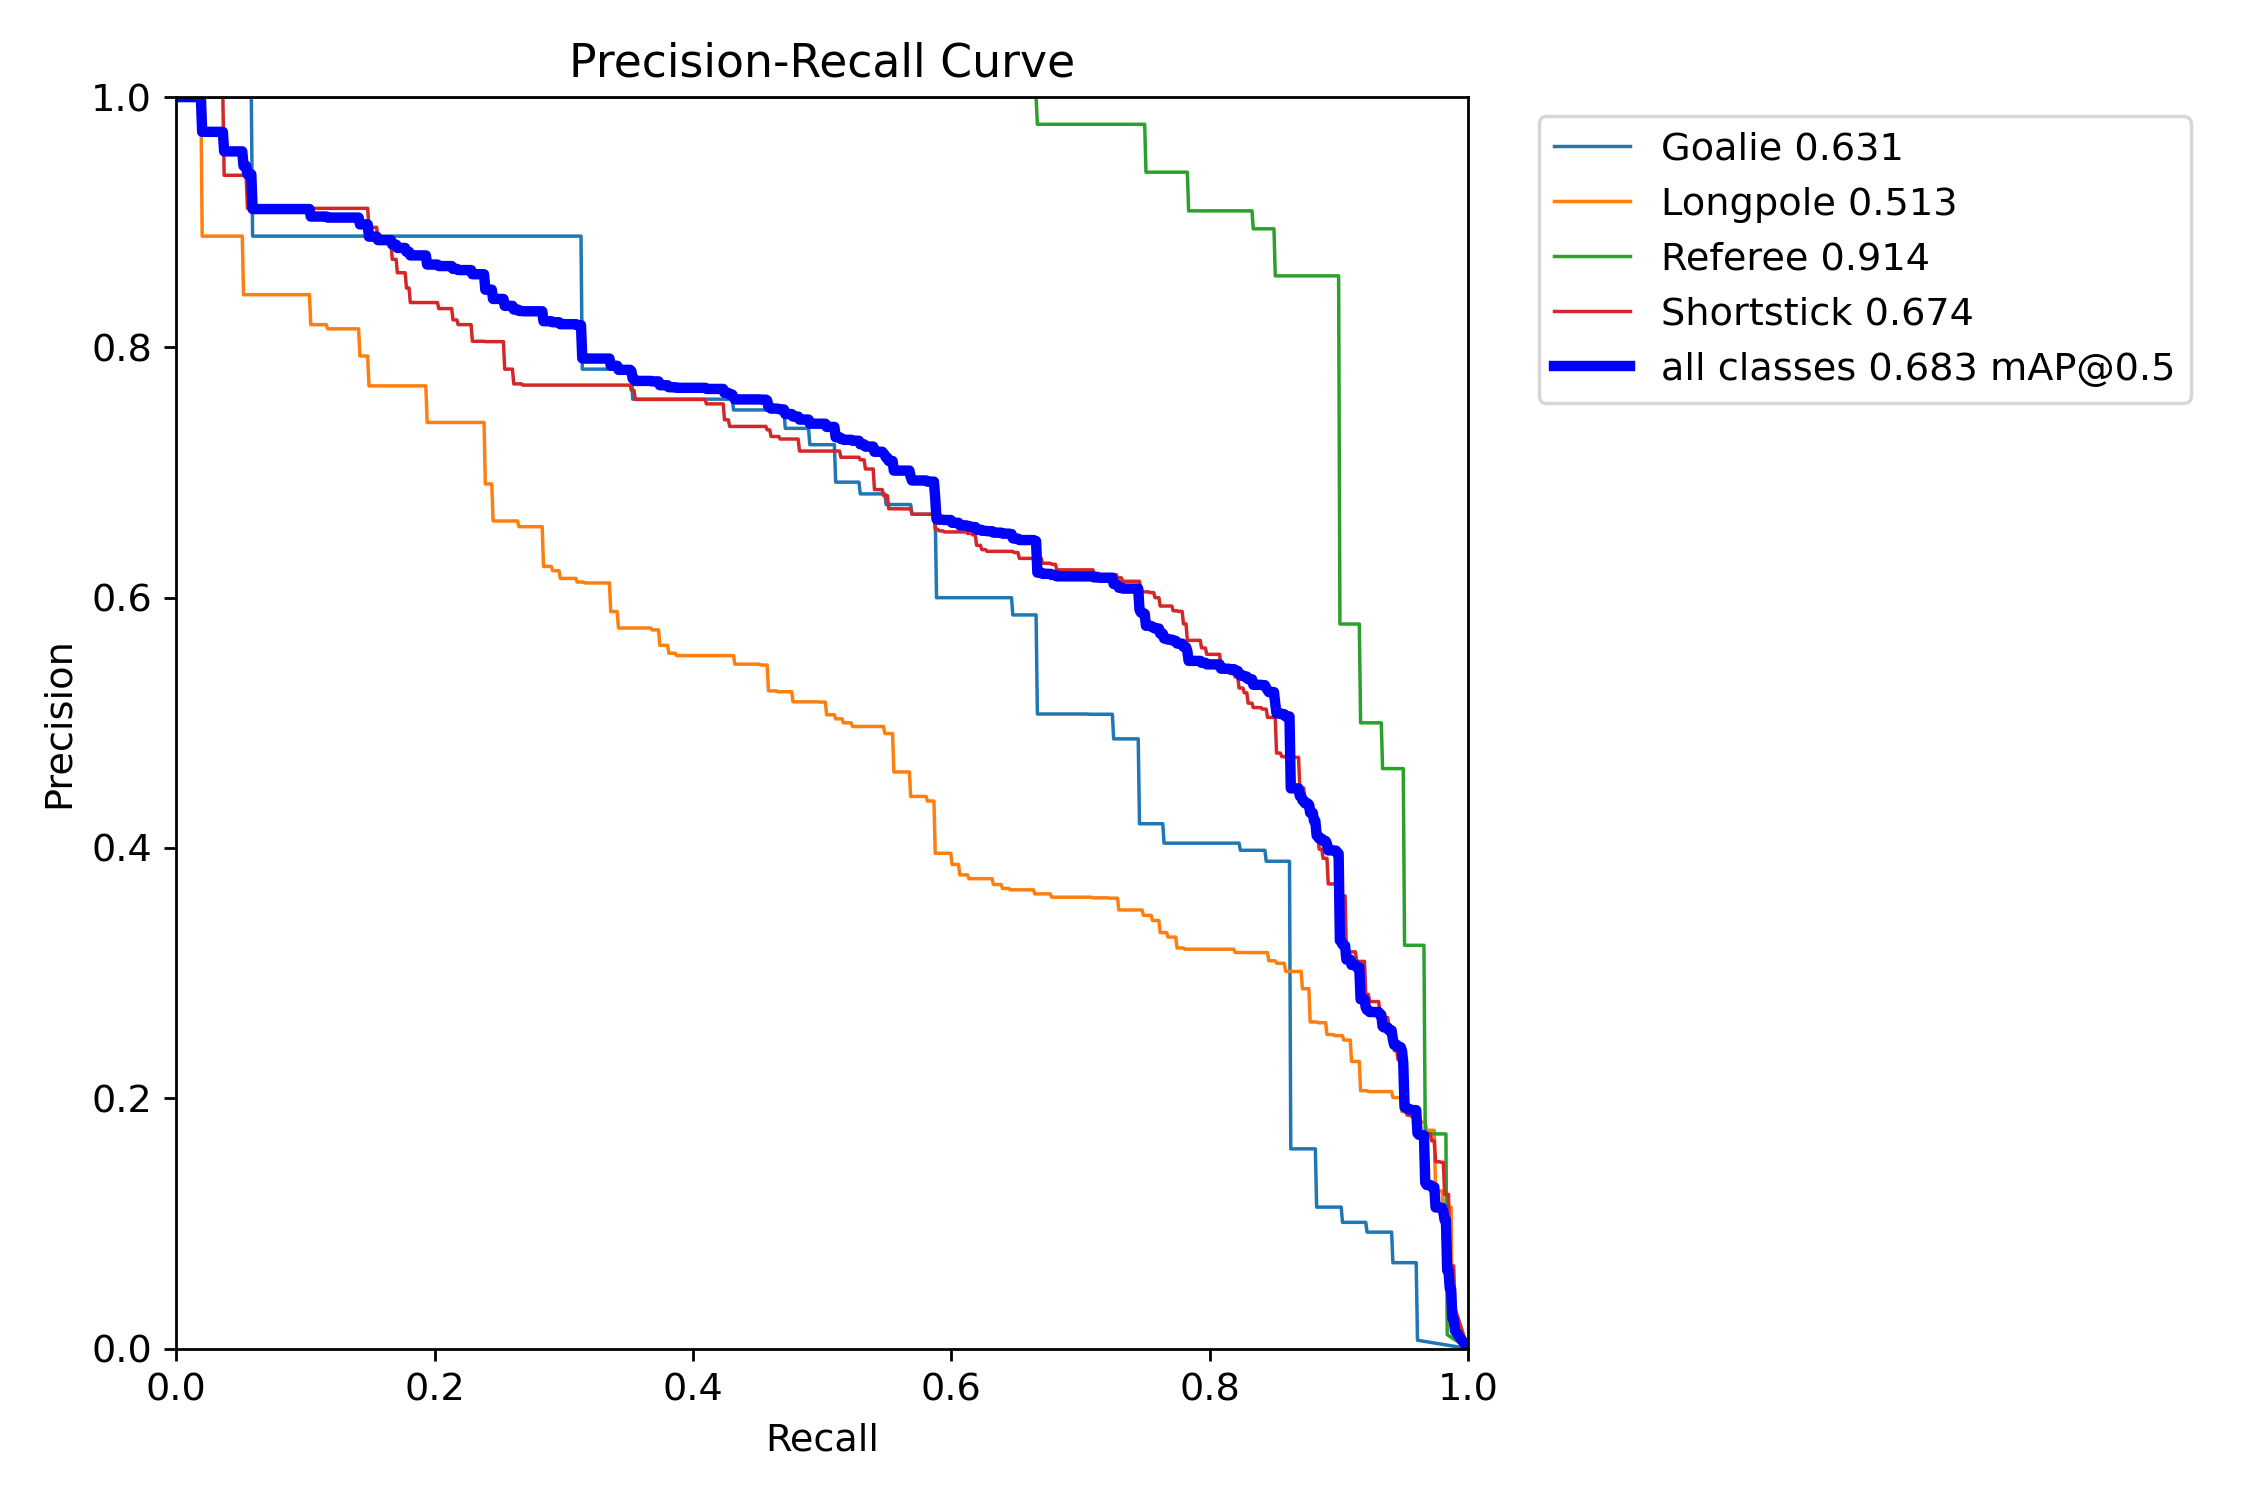 Precision-Recall Curve
1.0
0.8
0.6
0.4
0.2
0.0
Precision
0.0 0.2 0.4 0.6 0.8 1.0
Recall
Goalie 0.631
Longpole 0.513
Referee 0.914
Shortstick 0.674
all classes 0.683 mAP@0.5